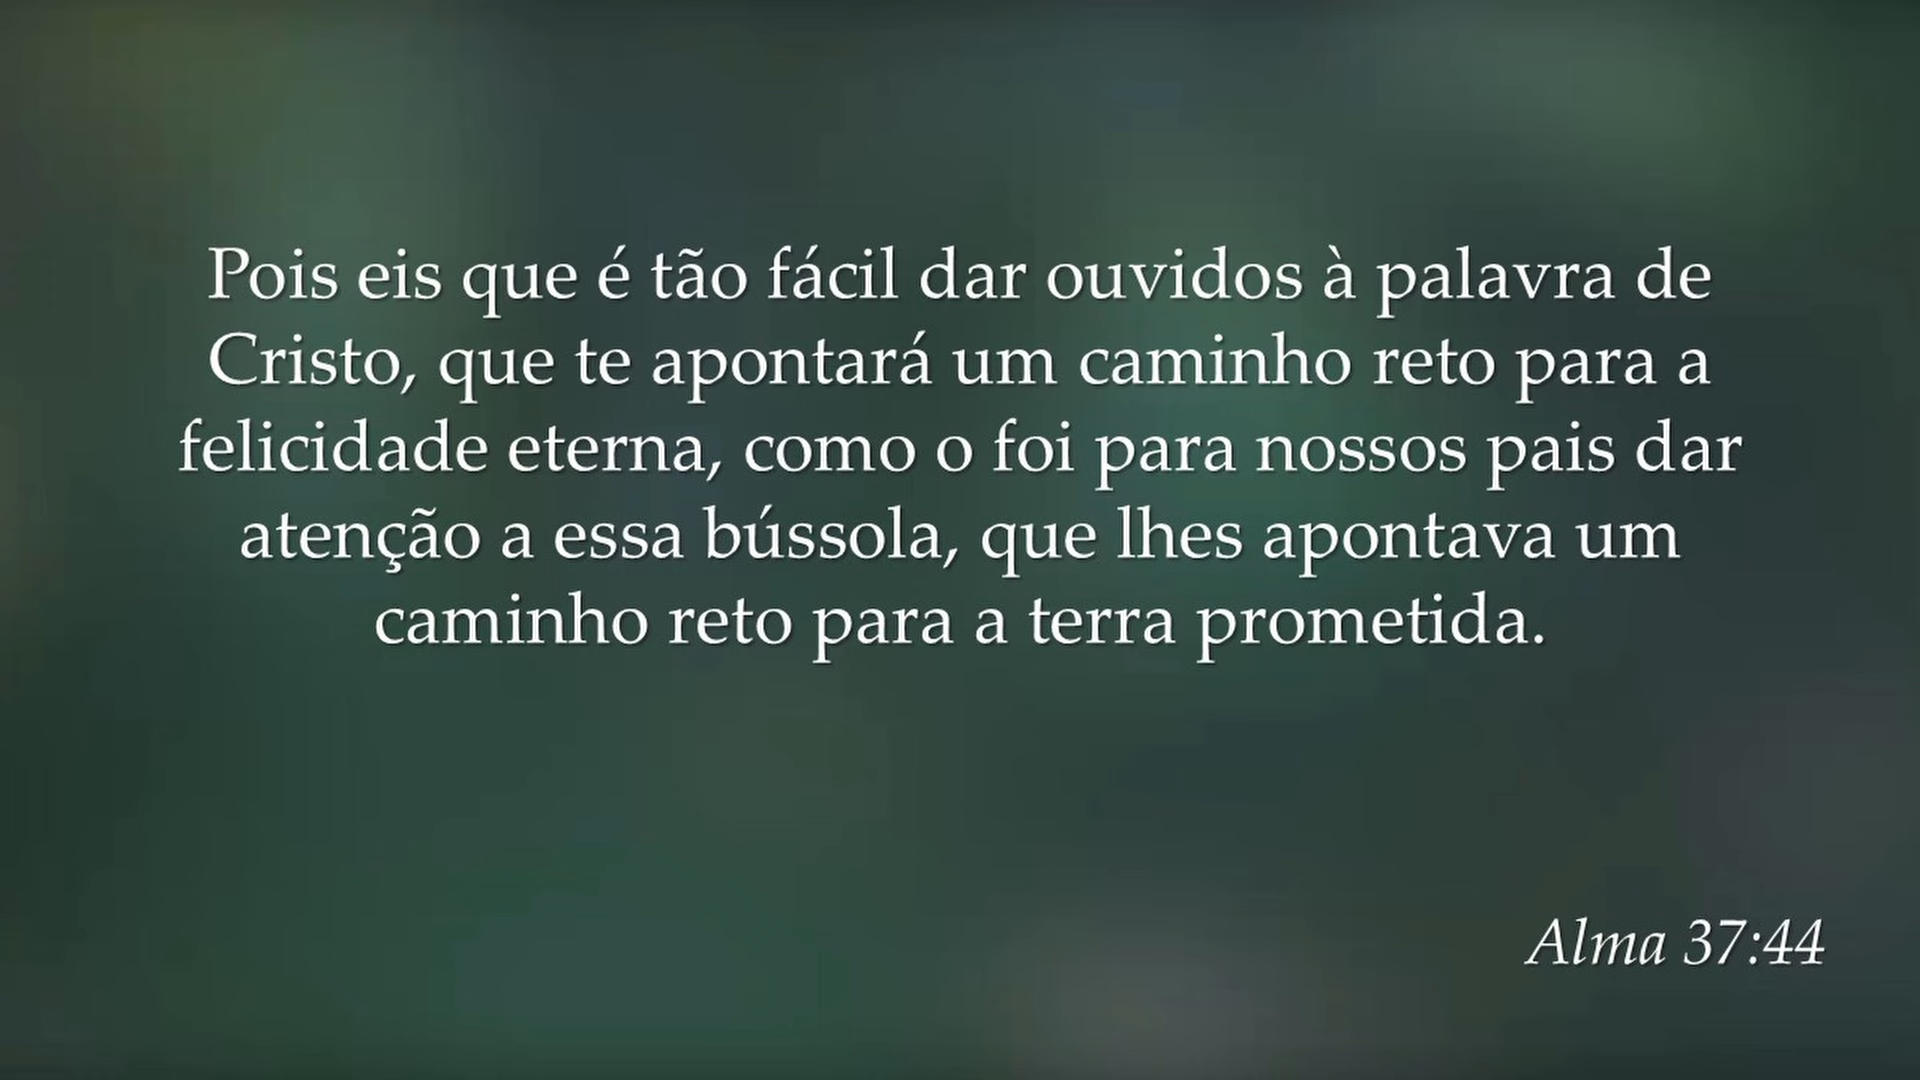 Pois eis que é tão fácil dar ouvidos à palavra de
Cristo, que te apontará um caminho reto para a
felicidade eterna, como o foi para nossos pais dar
atenção a essa bússola, que lhes apontava um
caminho reto para a terra prometida.
Alma 37:44